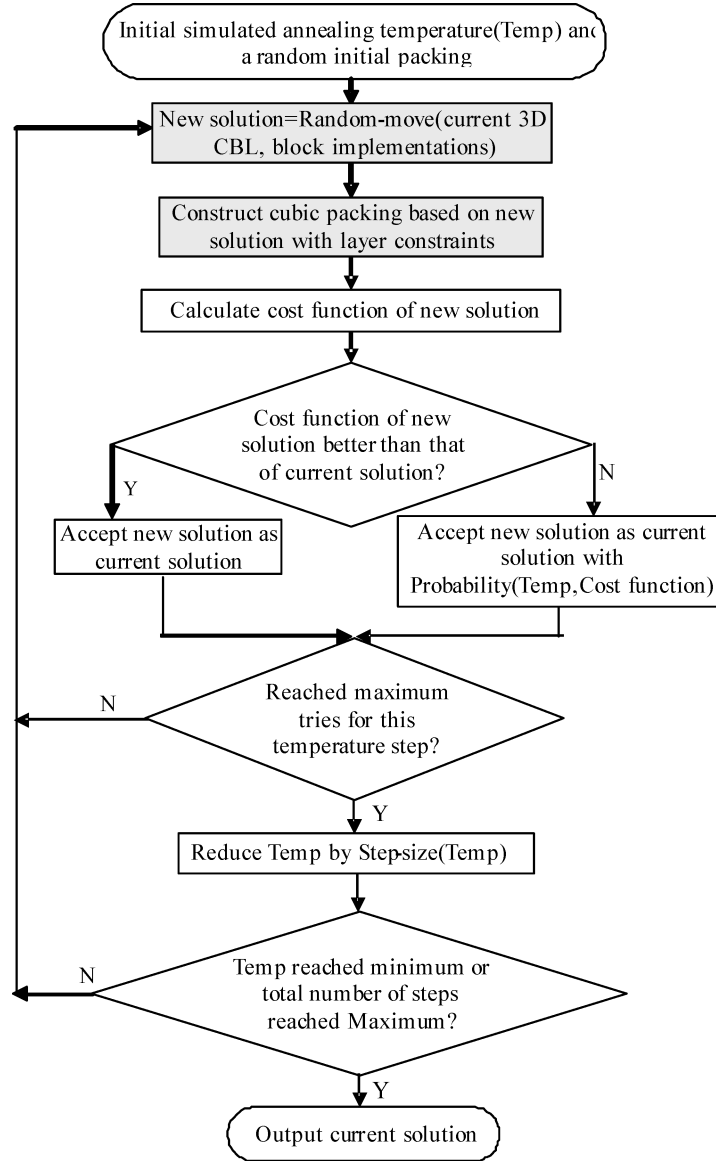 Initial simulated annealing temperature(Temp) and
a random initial packing
New solution=Random-move(current 3D
CBL, block implementations)
Construct cubic packing based on new
solution with layer constraints
Calculate cost function of new solution
Cost function of new
solution better than that
of current solution?
Y
N
Accept new solution as
current solution
Accept new solution as current
solution with
Probability(Temp,Cost function)
Reached maximum
tries for this
temperature step?
N
Y
Reduce Temp by Step-size(Temp)
Temp reached minimum or
total number of steps
reached Maximum?
N
Y
Output current solution